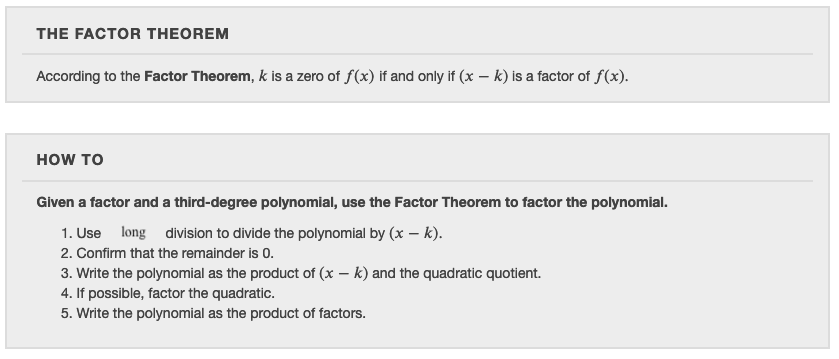 THE FACTOR THEOREM
According to the Factor Theorem, k is a zero of f(x) if and only if (x − k) is a factor of f(x).
HOW TO
Given a factor and a third-degree polynomial, use the Factor Theorem to factor the polynomial.
1. Use long division to divide the polynomial by (x − k).
2. Confirm that the remainder is 0.
3. Write the polynomial as the product of (x − k) and the quadratic quotient.
4. If possible, factor the quadratic.
5. Write the polynomial as the product of factors.